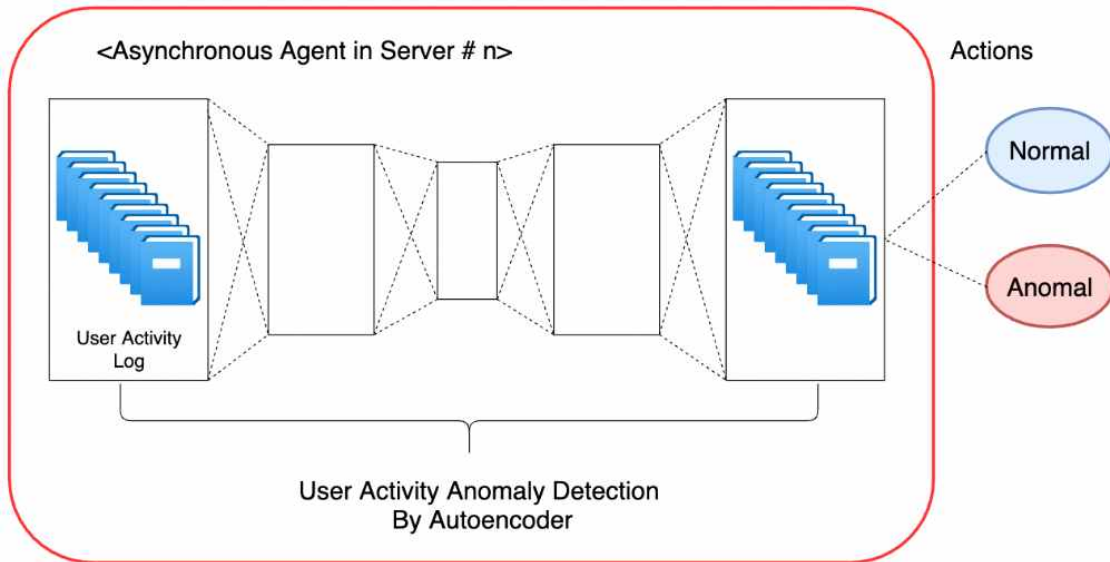 <Asynchronous Agent in Server # n>
Actions
Normal
Anomal
User Activity
Log
User Activity Anomaly Detection
By Autoencoder